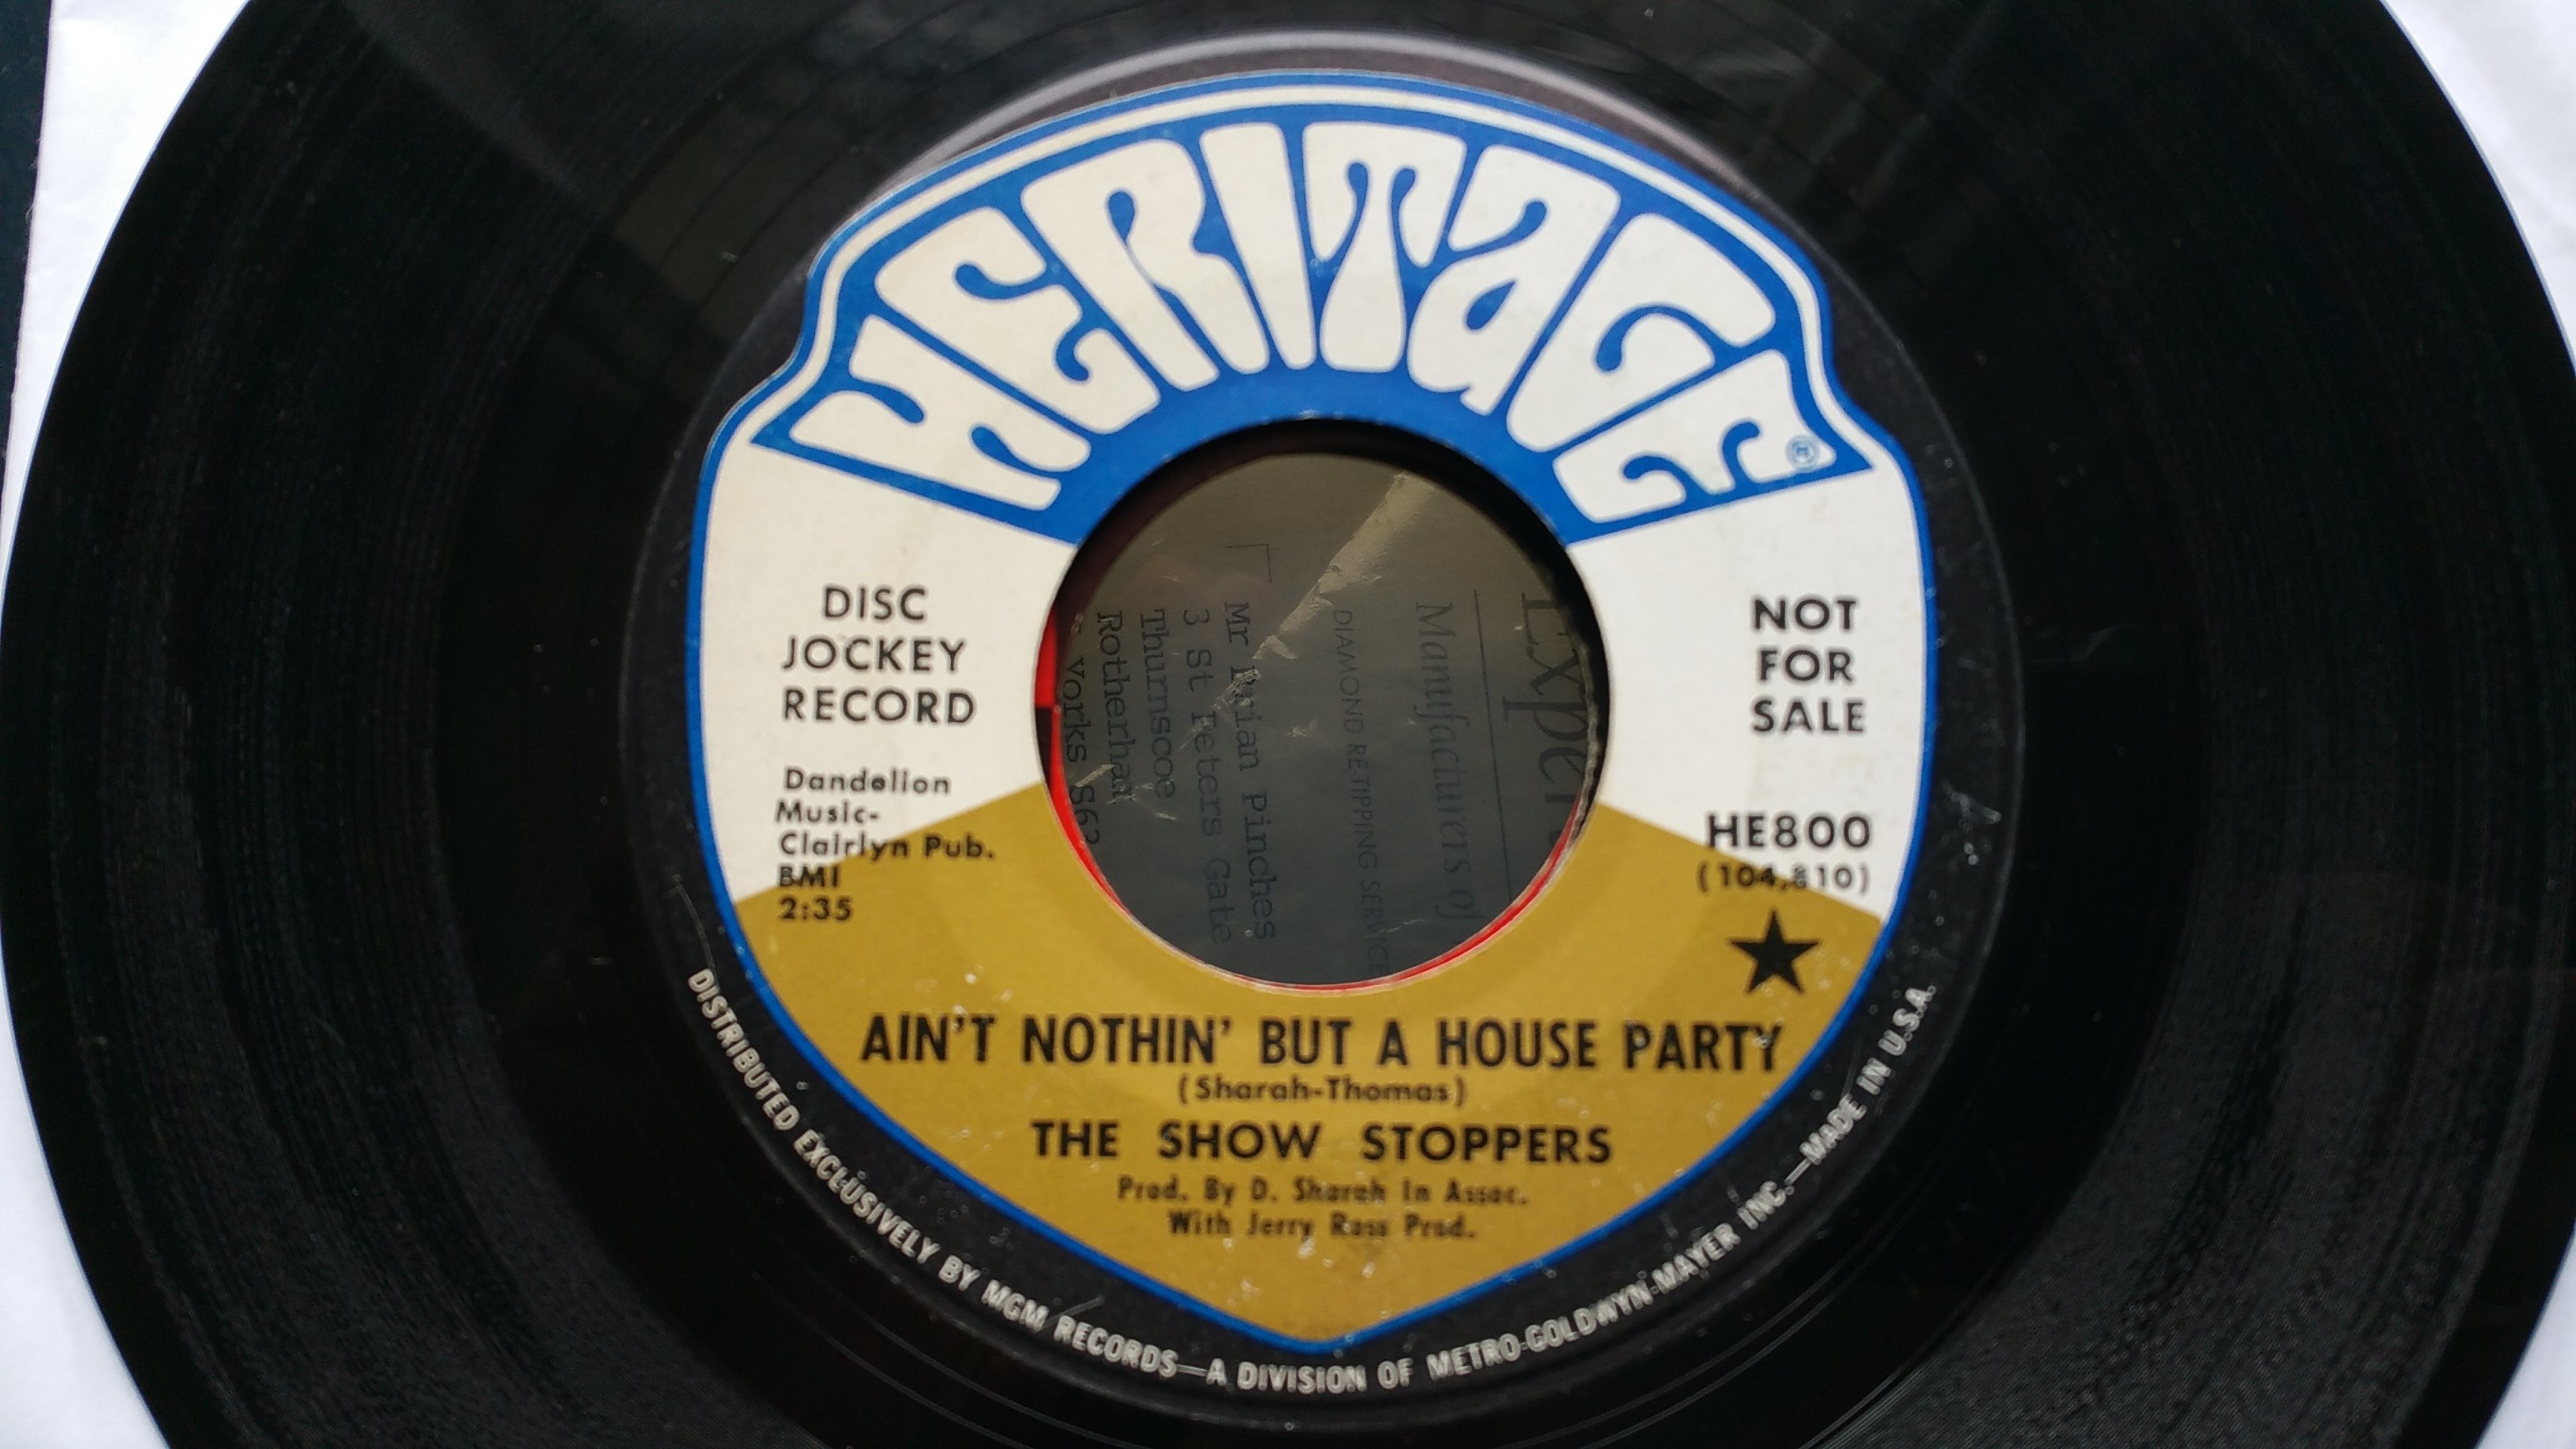 HERITAGE ®
DISC
JOCKEY
RECORD
Dandelion
Music-
Clairlyn Pub.
BMI
2:35
NOT
FOR
SALE
HE800
(104,810)
AIN'T NOTHIN' BUT A HOUSE PARTY
(Sharah-Thomas)
THE SHOW STOPPERS
Prod. By D. Sharah In Assoc.
With Jerry Ross Prod.
DISTRIBUTED EXCLUSIVELY BY MGM RECORDS—A DIVISION OF METRO-GOLDWYN-MAYER INC.—MADE IN U.S.A.
Manufacturers of
DIAMOND RETIPPING SERVICE
Mr Brian Pinches
3 St Peters Gate
Thurnscoe
Rotherham
Yorks S63